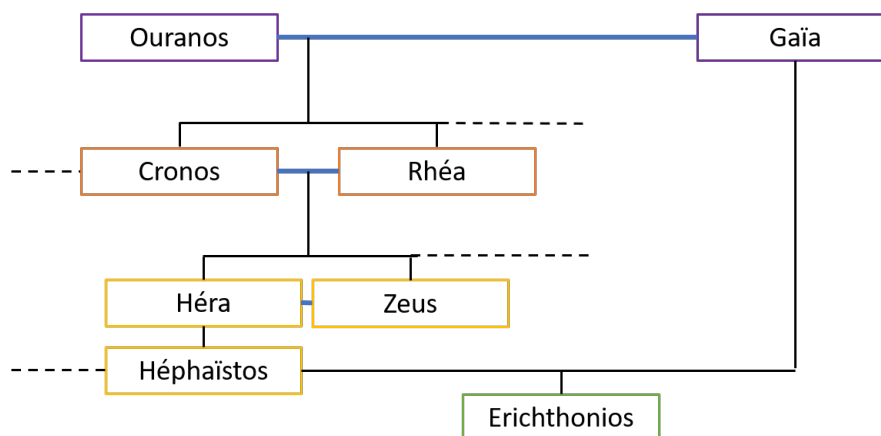 Ouranos
Gaïa
Cronos
Rhéa
Héra
Zeus
Héphaïstos
Erichthonios